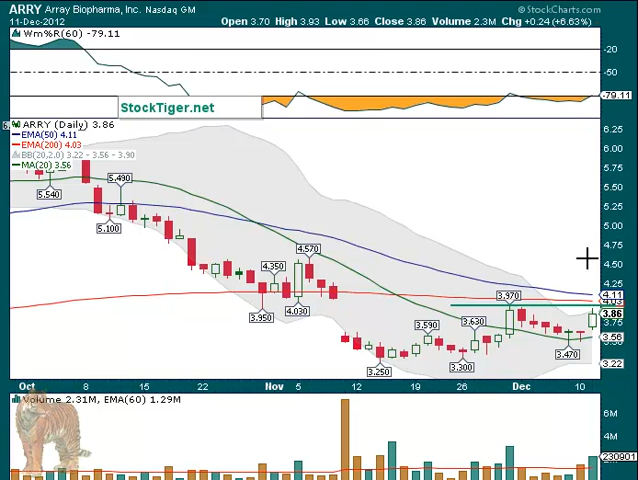 ARRY Array Biopharma, Inc. Nasdaq GM © StockCharts.com
11-Dec-2012 Open 3.70 High 3.93 Low 3.66 Close 3.86 Volume 2.3M Chg +0.24 (+6.63%)
Wm%R(60) -79.11
-20
-50
-79.11
StockTiger.net
ARRY (Daily) 3.86
EMA(50) 4.11
EMA(200) 4.03
BB(20,2.0) 3.22 - 3.56 - 3.90
MA(20) 3.56
6.25
6.00
5.75
5.50
5.25
5.00
4.75
4.50
4.25
4.11
4.03
3.86
3.75
3.56
3.22
5.540
5.490
5.100
4.350
4.570
3.950
4.030
3.250
3.590
3.630
3.300
3.970
3.470
Oct 8 15 22 Nov 5 12 19 26 Dec 10
Volume 2.31M, EMA(60) 1.29M
6M
4M
230901